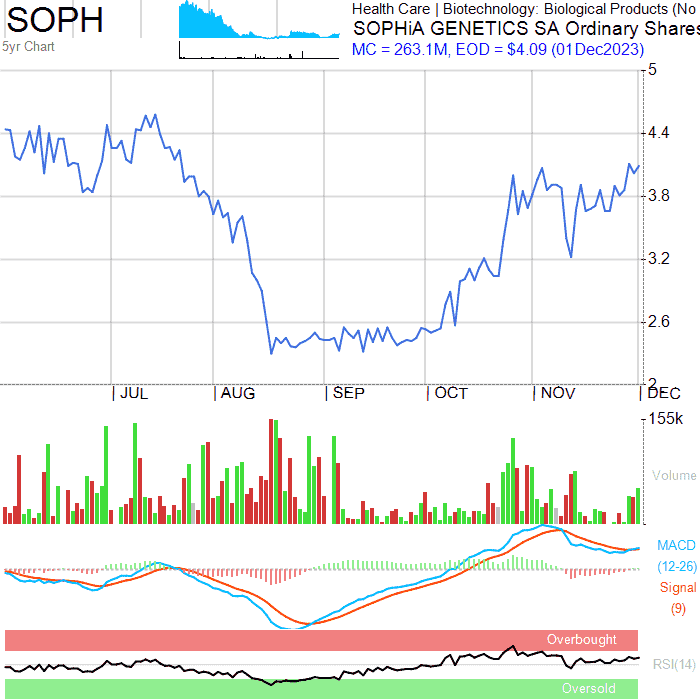 SOPH
5yr Chart
Health Care | Biotechnology: Biological Products (No
SOPHiA GENETICS SA Ordinary Shares
MC = 263.1M, EOD = $4.09 (01Dec2023)
5
4.4
3.8
3.2
2.6
2
JUL AUG SEP OCT NOV DEC
155k
Volume
MACD
(12-26)
Signal
(9)
Overbought
RSI(14)
Oversold